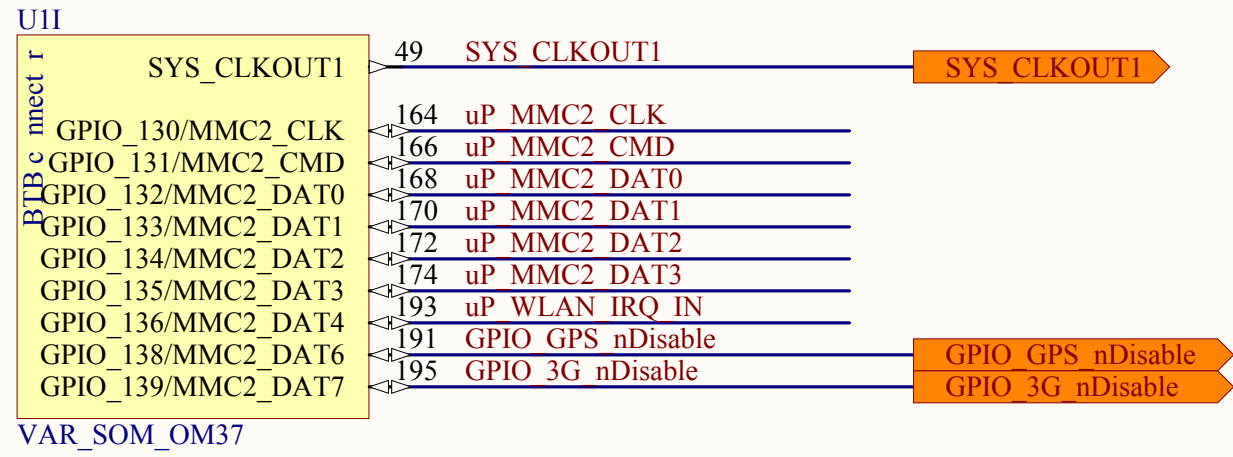 U1I
BTB c nnect r
SYS_CLKOUT1 49 SYS_CLKOUT1 SYS_CLKOUT1
GPIO_130/MMC2_CLK 164 uP_MMC2_CLK
GPIO_131/MMC2_CMD 166 uP_MMC2_CMD
GPIO_132/MMC2_DAT0 168 uP_MMC2_DAT0
GPIO_133/MMC2_DAT1 170 uP_MMC2_DAT1
GPIO_134/MMC2_DAT2 172 uP_MMC2_DAT2
GPIO_135/MMC2_DAT3 174 uP_MMC2_DAT3
GPIO_136/MMC2_DAT4 193 uP_WLAN_IRQ_IN
GPIO_138/MMC2_DAT6 191 GPIO_GPS_nDisable GPIO_GPS_nDisable
GPIO_139/MMC2_DAT7 195 GPIO_3G_nDisable GPIO_3G_nDisable
VAR_SOM_OM37